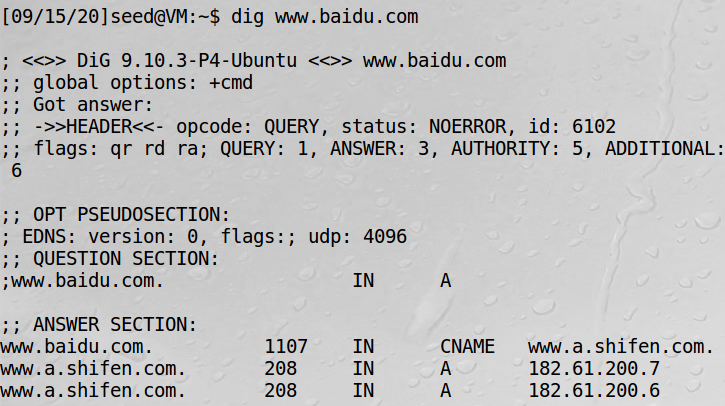 [09/15/20]seed@VM:~$ dig www.baidu.com
; <<>> DiG 9.10.3-P4-Ubuntu <<>> www.baidu.com
;; global options: +cmd
;; Got answer:
;; ->>HEADER<<- opcode: QUERY, status: NOERROR, id: 6102
;; flags: qr rd ra; QUERY: 1, ANSWER: 3, AUTHORITY: 5, ADDITIONAL:
 6
;; OPT PSEUDOSECTION:
; EDNS: version: 0, flags:; udp: 4096
;; QUESTION SECTION:
;www.baidu.com.                 IN      A
;; ANSWER SECTION:
www.baidu.com.          1107    IN      CNAME   www.a.shifen.com.
www.a.shifen.com.       208     IN      A       182.61.200.7
www.a.shifen.com.       208     IN      A       182.61.200.6